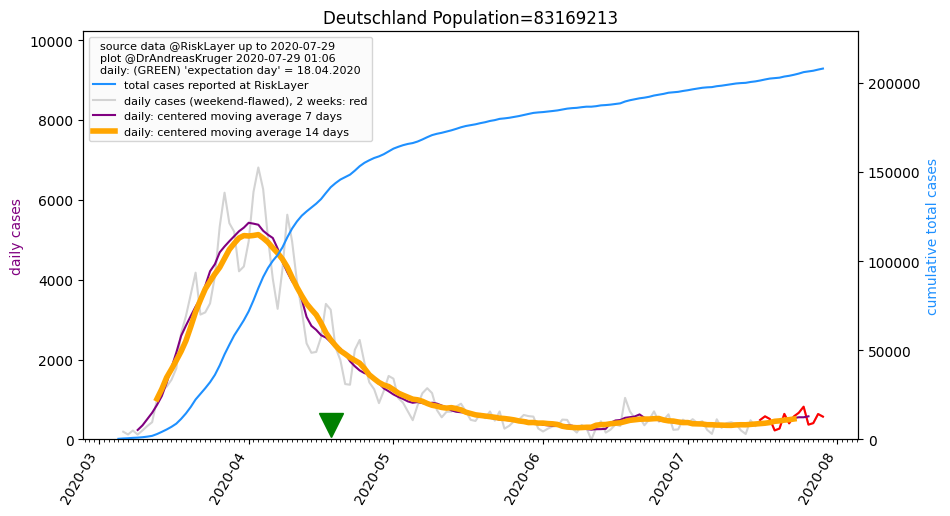 Deutschland Population=83169213
source data @RiskLayer up to 2020-07-29
plot @DrAndreasKruger 2020-07-29 01:06
daily: (GREEN) 'expectation day' = 18.04.2020
total cases reported at RiskLayer
daily cases (weekend-flawed), 2 weeks: red
daily: centered moving average 7 days
daily: centered moving average 14 days
daily cases
10000
8000
6000
4000
2000
0
cumulative total cases
200000
150000
100000
50000
0
2020-03
2020-04
2020-05
2020-06
2020-07
2020-08